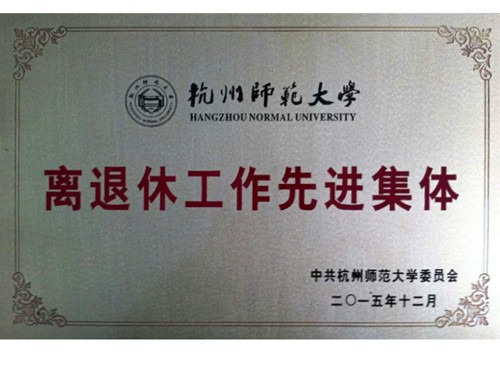 杭州師範大學
HANGZHOU NORMAL UNIVERSITY
离退休工作先进集体
中共杭州师范大学委员会
二〇一五年十二月